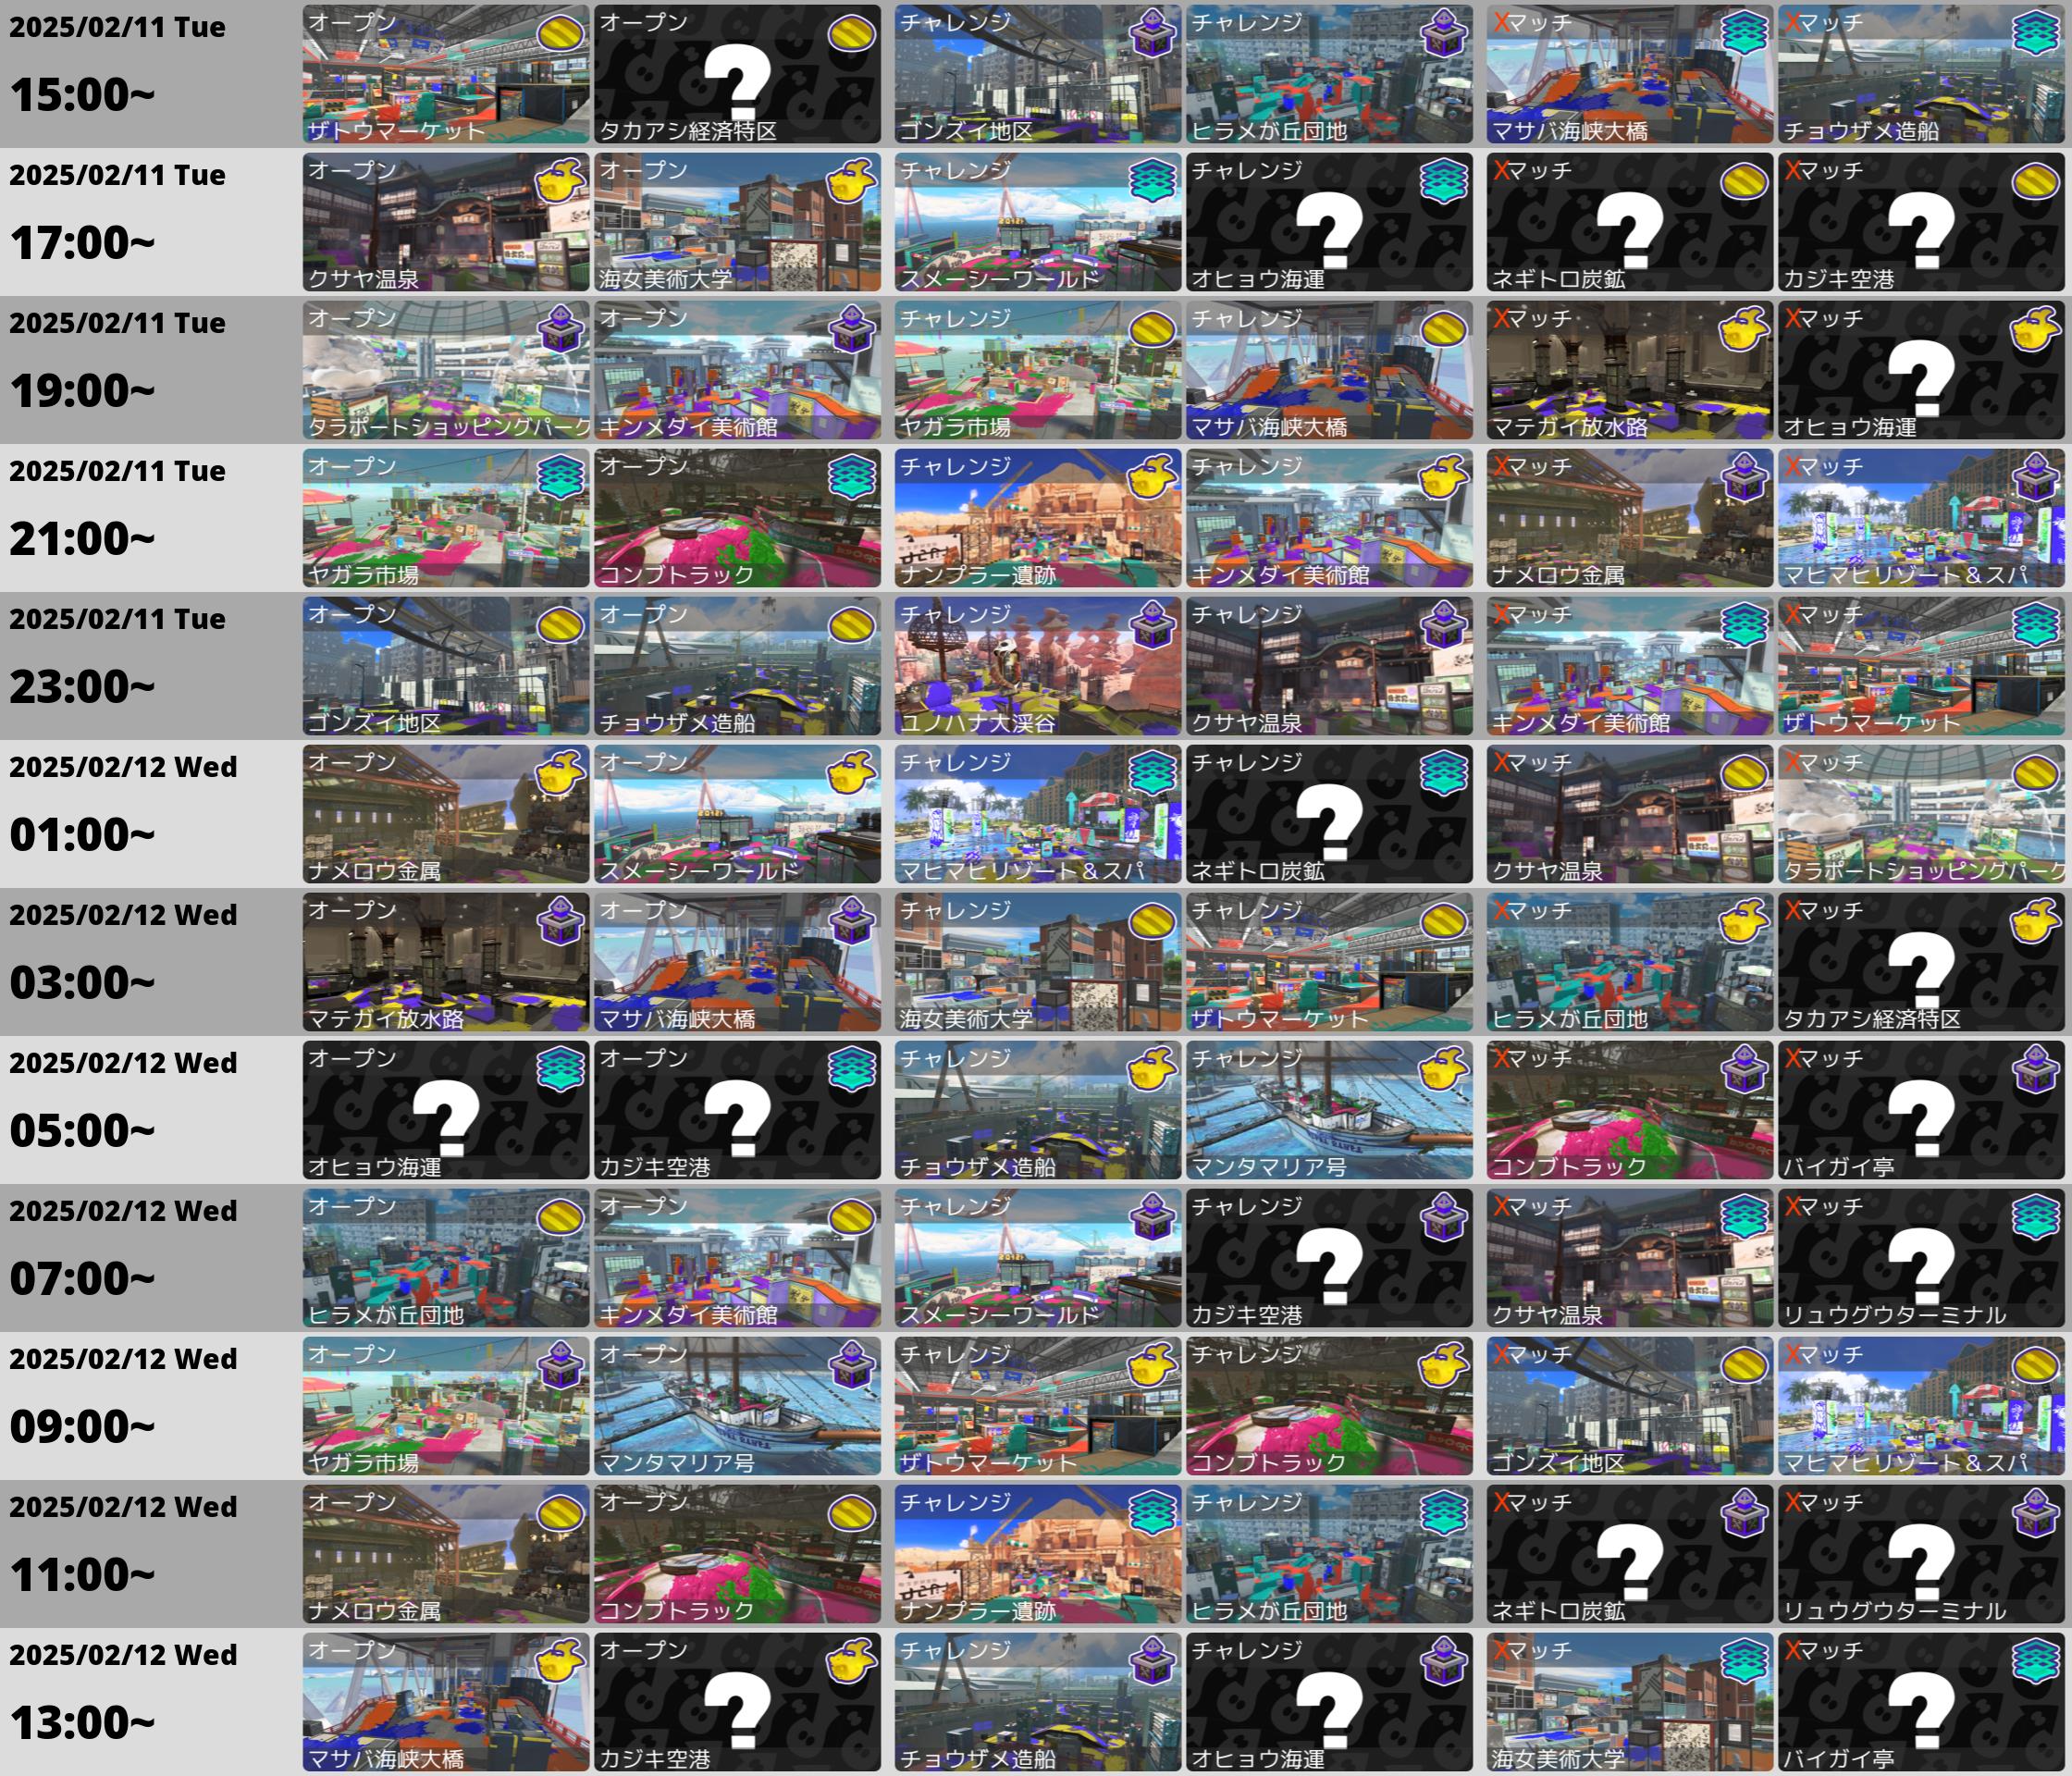 2025/02/11 Tue
15:00~
オープン オープン チャレンジ チャレンジ Xマッチ Xマッチ
ザトウマーケット タカアシ経済特区 ゴンズイ地区 ヒラメが丘団地 マサバ海峡大橋 チョウザメ造船
2025/02/11 Tue
17:00~
オープン オープン チャレンジ チャレンジ Xマッチ Xマッチ
クサヤ温泉 海女美術大学 スメーシーワールド オヒョウ海運 ネギトロ炭鉱 カジキ空港
2025/02/11 Tue
19:00~
オープン オープン チャレンジ チャレンジ Xマッチ Xマッチ
タラポートショッピングパーク キンメダイ美術館 ヤガラ市場 マサバ海峡大橋 マテガイ放水路 オヒョウ海運
2025/02/11 Tue
21:00~
オープン オープン チャレンジ チャレンジ Xマッチ Xマッチ
ヤガラ市場 コンブトラック ナンプラー遺跡 キンメダイ美術館 ナメロウ金属 マヒマヒリゾート&スパ
2025/02/11 Tue
23:00~
オープン オープン チャレンジ チャレンジ Xマッチ Xマッチ
ゴンズイ地区 チョウザメ造船 ユノハナ大渓谷 クサヤ温泉 キンメダイ美術館 ザトウマーケット
2025/02/12 Wed
01:00~
オープン オープン チャレンジ チャレンジ Xマッチ Xマッチ
ナメロウ金属 スメーシーワールド マヒマヒリゾート&スパ ネギトロ炭鉱 クサヤ温泉 タラポートショッピングパーク
2025/02/12 Wed
03:00~
オープン オープン チャレンジ チャレンジ Xマッチ Xマッチ
マテガイ放水路 マサバ海峡大橋 海女美術大学 ザトウマーケット ヒラメが丘団地 タカアシ経済特区
2025/02/12 Wed
05:00~
オープン オープン チャレンジ チャレンジ Xマッチ Xマッチ
オヒョウ海運 カジキ空港 チョウザメ造船 マンタマリア号 コンブトラック バイガイ亭
2025/02/12 Wed
07:00~
オープン オープン チャレンジ チャレンジ Xマッチ Xマッチ
ヒラメが丘団地 キンメダイ美術館 スメーシーワールド カジキ空港 クサヤ温泉 リュウグウターミナル
2025/02/12 Wed
09:00~
オープン オープン チャレンジ チャレンジ Xマッチ Xマッチ
ヤガラ市場 マンタマリア号 ザトウマーケット コンブトラック ゴンズイ地区 マヒマヒリゾート&スパ
2025/02/12 Wed
11:00~
オープン オープン チャレンジ チャレンジ Xマッチ Xマッチ
ナメロウ金属 コンブトラック ナンプラー遺跡 ヒラメが丘団地 ネギトロ炭鉱 リュウグウターミナル
2025/02/12 Wed
13:00~
オープン オープン チャレンジ チャレンジ Xマッチ Xマッチ
マサバ海峡大橋 カジキ空港 チョウザメ造船 オヒョウ海運 海女美術大学 バイガイ亭